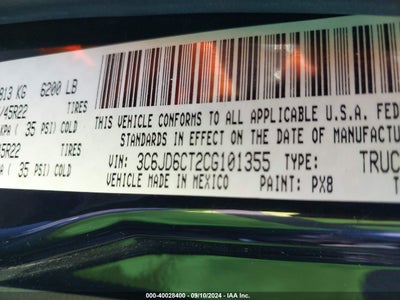 813 KG 6200 LB
/45R22 TIRES
KPA ( 35 PSI) COLD
45R22 TIRES
A ( 35 PSI) COLD
THIS VEHICLE CONFORMS TO ALL APPLICABLE U.S.A. FED
STANDARDS IN EFFECT ON THE DATE OF MANUFACTUR
VIN: 3C6JD6CT2CG101355 TYPE: TRUC
VEHICLE MADE IN MEXICO PAINT: PX8
000-40028400 - 09/10/2024 - IAA Inc.